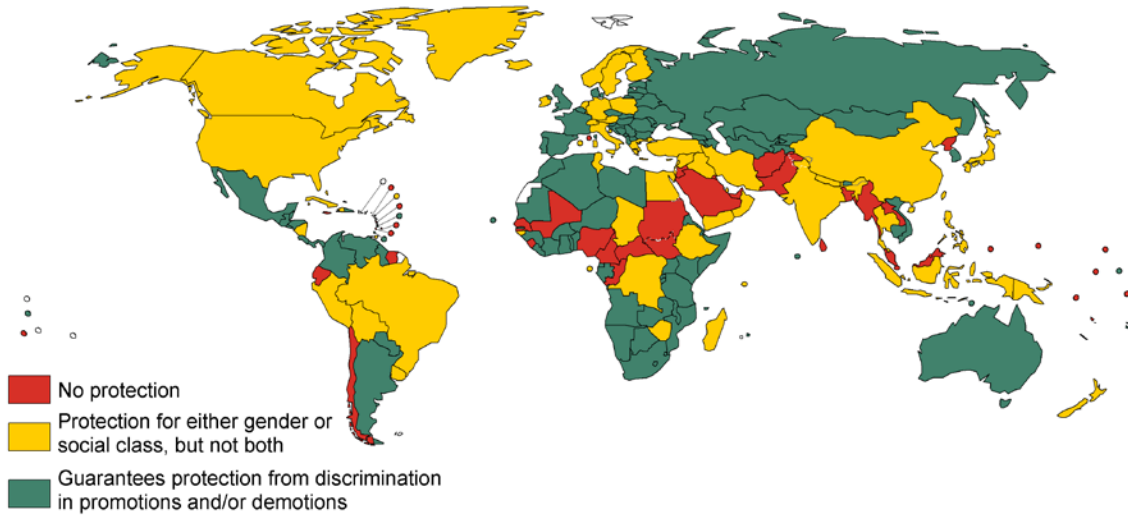 No protection
Protection for either gender or
social class, but not both
Guarantees protection from discrimination
in promotions and/or demotions